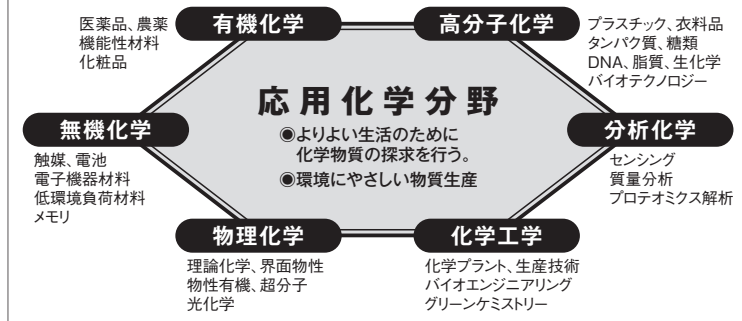 医薬品、農薬
機能性材料
化粧品
有機化学
高分子化学
プラスチック、衣料品
タンパク質、糖類
DNA、脂質、生化学
バイオテクノロジー
応用化学分野
◉よりよい生活のために
化学物質の探求を行う。
◉環境にやさしい物質生産
無機化学
触媒、電池
電子機器材料
低環境負荷材料
メモリ
分析化学
センシング
質量分析
プロテオミクス解析
物理化学
理論化学、界面物性
物性有機、超分子
光化学
化学工学
化学プラント、生産技術
バイオエンジニアリング
グリーンケミストリー